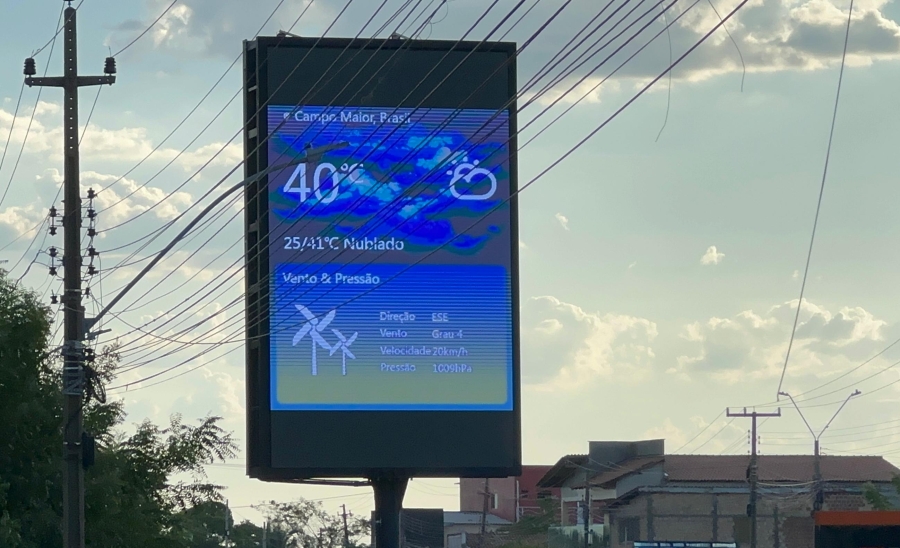 Campo Maior, Brasil
40°C
25/41°C Nublado
Vento & Pressão
Direção ESE
Vento Grau 4
Velocidade 20km/h
Pressão 1009hPa